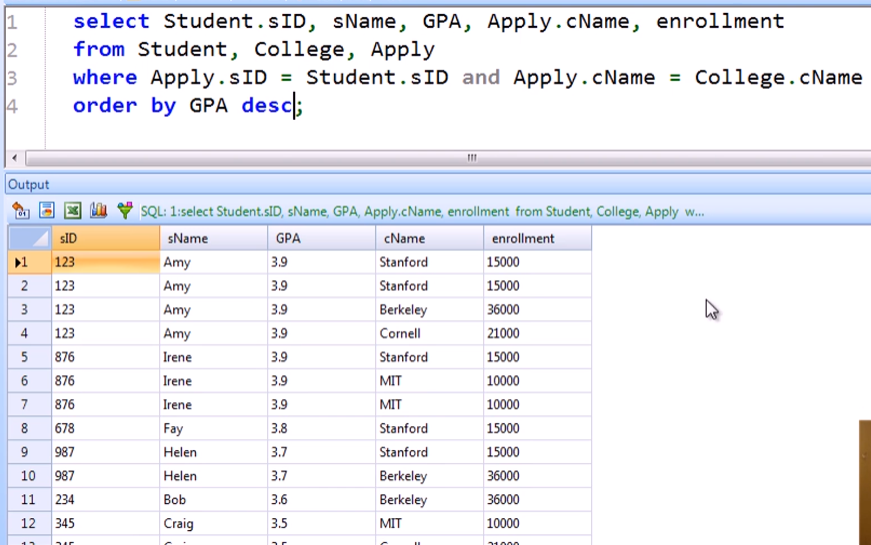 1 select Student.sID, sName, GPA, Apply.cName, enrollment
2 from Student, College, Apply
3 where Apply.sID = Student.sID and Apply.cName = College.cName
4 order by GPA desc;
Output
SQL: 1:select Student.sID, sName, GPA, Apply.cName, enrollment from Student, College, Apply w...
sID sName GPA cName enrollment
1 123 Amy 3.9 Stanford 15000
2 123 Amy 3.9 Stanford 15000
3 123 Amy 3.9 Berkeley 36000
4 123 Amy 3.9 Cornell 21000
5 876 Irene 3.9 Stanford 15000
6 876 Irene 3.9 MIT 10000
7 876 Irene 3.9 MIT 10000
8 678 Fay 3.8 Stanford 15000
9 987 Helen 3.7 Stanford 15000
10 987 Helen 3.7 Berkeley 36000
11 234 Bob 3.6 Berkeley 36000
12 345 Craig 3.5 MIT 10000